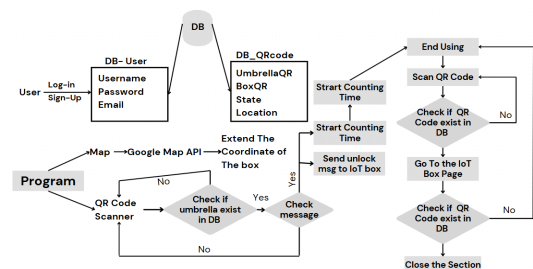 DB
DB- User
Username
Password
Email
User
Log-in
Sign-Up
DB_QRcode
UmbrellaQR
BoxQR
State
Location
Program
Map
Google Map API
Extend The
Coordinate of
The box
QR Code
Scanner
No
Check if
umbrella exist
in DB
Yes
Check
message
No
Yes
Send unlock
msg to IoT box
Strart Counting
Time
Strart Counting
Time
End Using
Scan QR Code
Check if QR
Code exist in
DB
No
Go To the IoT
Box Page
Check if QR
Code exist in
DB
No
Close the Section